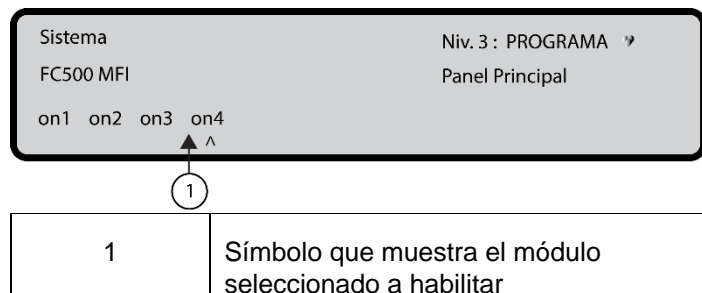 Sistema Niv. 3 : PROGRAMA
FC500 MFI Panel Principal
on1 on2 on3 on4
^
1
1 Símbolo que muestra el módulo
seleccionado a habilitar